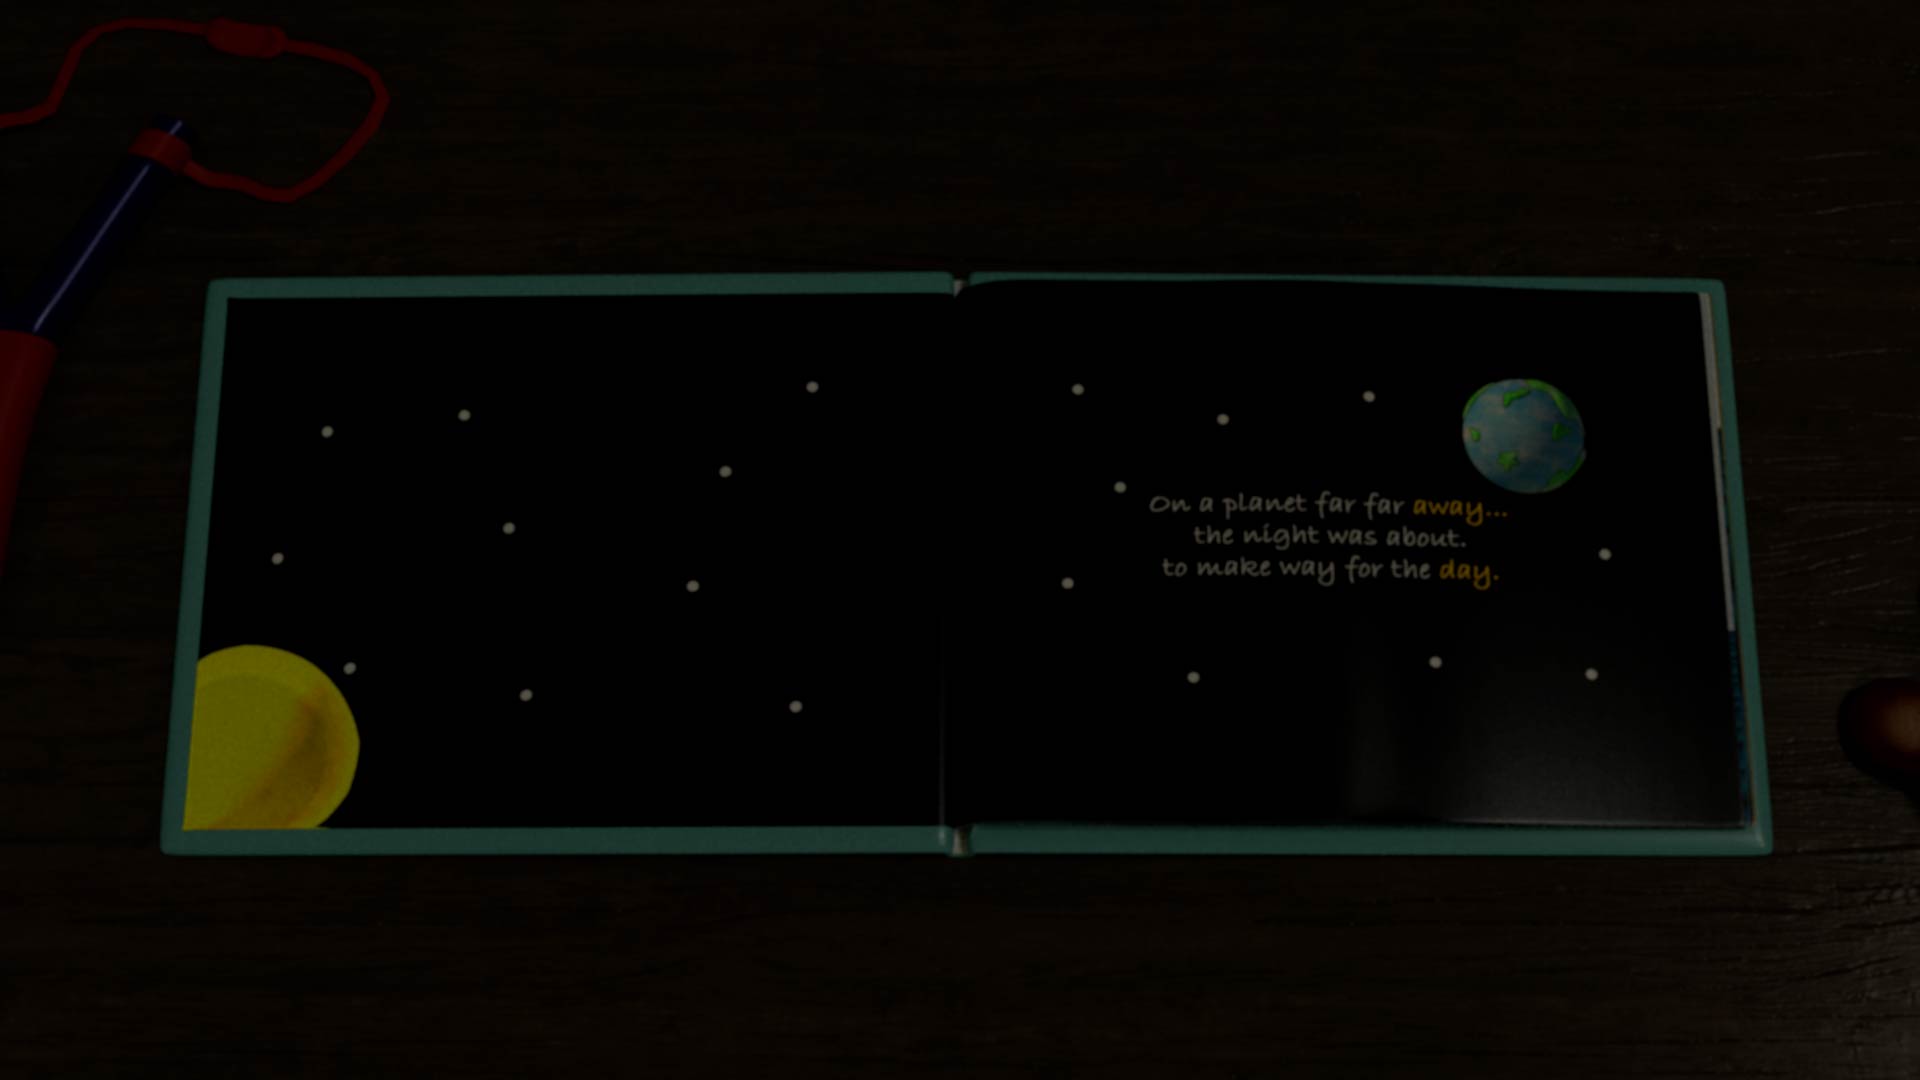 On a planet far far away...
the night was about.
to make way for the day.